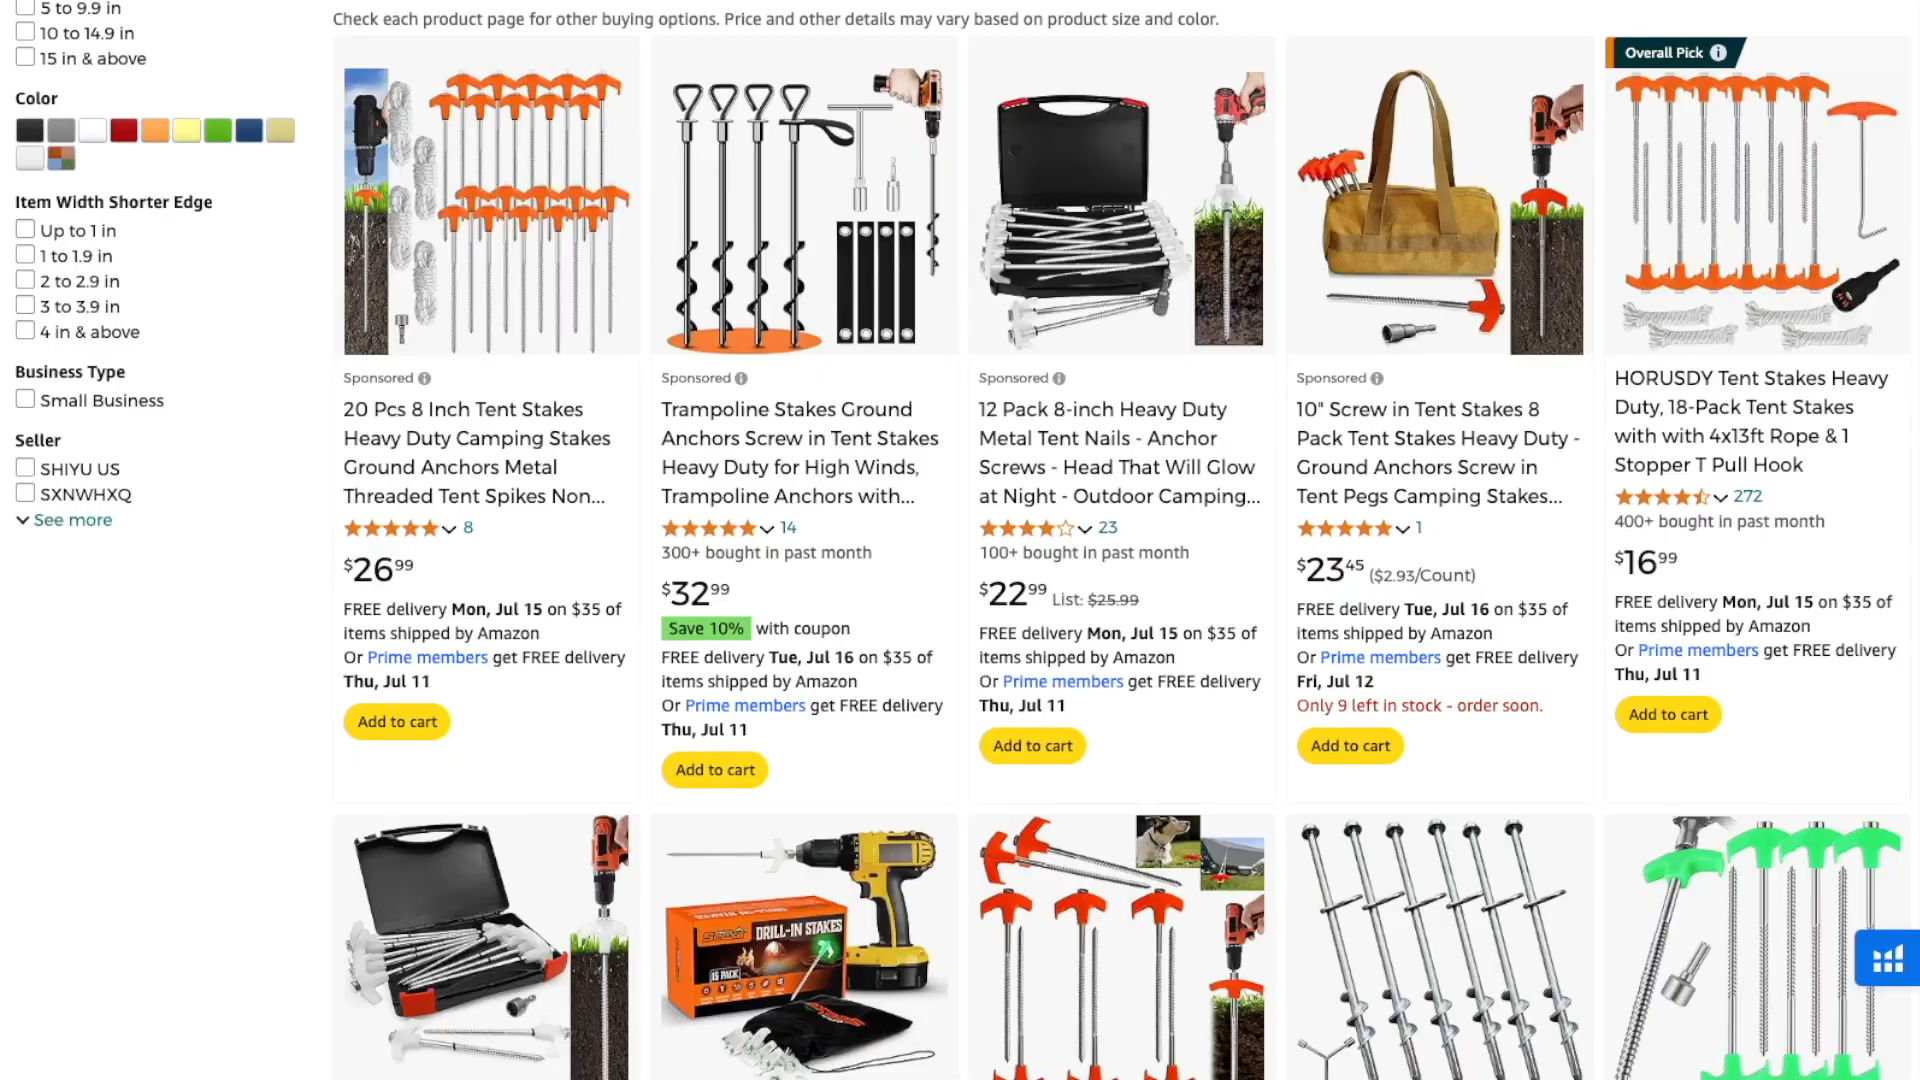 5 to 9.9 in
10 to 14.9 in
15 in & above
Color
Item Width Shorter Edge
Up to 1 in
1 to 1.9 in
2 to 2.9 in
3 to 3.9 in
4 in & above
Business Type
Small Business
Seller
SHIYU US
SXNWHXQ
See more
Check each product page for other buying options. Price and other details may vary based on product size and color.
Sponsored
20 Pcs 8 Inch Tent Stakes
Heavy Duty Camping Stakes
Ground Anchors Metal
Threaded Tent Spikes Non...
8
$26.99
FREE delivery Mon, Jul 15 on $35 of
items shipped by Amazon
Or Prime members get FREE delivery
Thu, Jul 11
Add to cart
Sponsored
Trampoline Stakes Ground
Anchors Screw in Tent Stakes
Heavy Duty for High Winds,
Trampoline Anchors with...
14
300+ bought in past month
$32.99
Save 10% with coupon
FREE delivery Tue, Jul 16 on $35 of
items shipped by Amazon
Or Prime members get FREE delivery
Thu, Jul 11
Add to cart
Sponsored
12 Pack 8-inch Heavy Duty
Metal Tent Nails - Anchor
Screws - Head That Will Glow
at Night - Outdoor Camping...
23
100+ bought in past month
$22.99 List: $25.99
FREE delivery Mon, Jul 15 on $35 of
items shipped by Amazon
Or Prime members get FREE delivery
Thu, Jul 11
Add to cart
Sponsored
10" Screw in Tent Stakes 8
Pack Tent Stakes Heavy Duty -
Ground Anchors Screw in
Tent Pegs Camping Stakes...
1
$23.45 ($2.93/Count)
FREE delivery Tue, Jul 16 on $35 of
items shipped by Amazon
Or Prime members get FREE delivery
Fri, Jul 12
Only 9 left in stock - order soon.
Add to cart
Overall Pick
HORUSDY Tent Stakes Heavy
Duty, 18-Pack Tent Stakes
with with 4x13ft Rope & 1
Stopper T Pull Hook
272
400+ bought in past month
$16.99
FREE delivery Mon, Jul 15 on $35 of
items shipped by Amazon
Or Prime members get FREE delivery
Thu, Jul 11
Add to cart
DRILL-IN STAKES
15 PACK